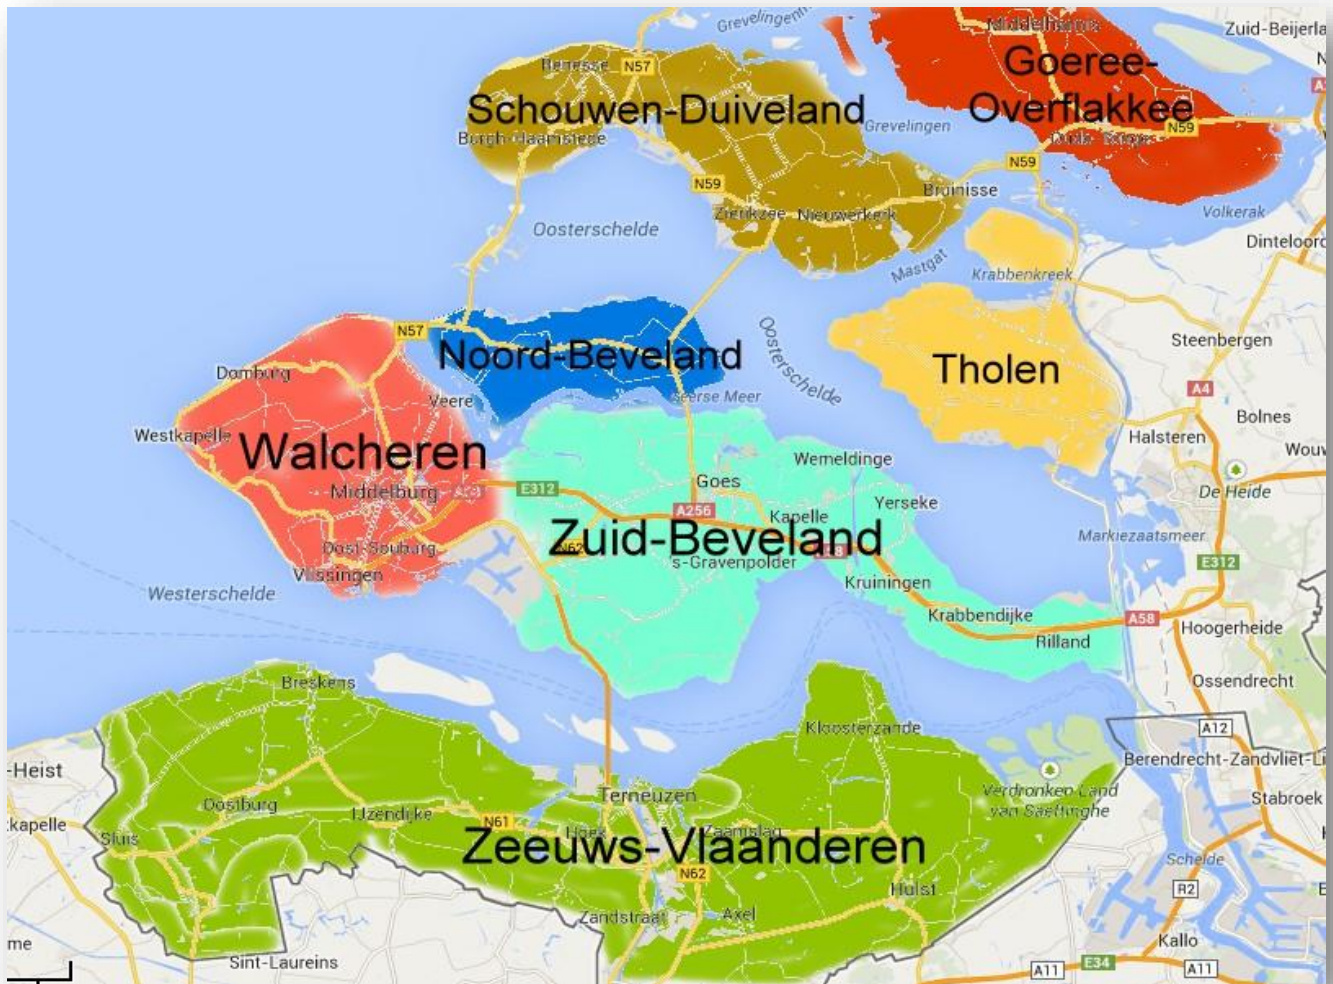 Grevelingen
Middelharnis
Zuid-Beijerla
Goeree-
Overflakkee
N59
Renesse
N57
Schouwen-Duiveland
Burgh-Haamstede
Grevelingen
N59
N59
Bruinisse
Zierikzee
Nieuwerkerk
Volkerak
Oosterschelde
Dinteloord
Mastgat
Krabbenkreek
N57
Noord-Beveland
Oosterschelde
Steenbergen
Tholen
Domburg
Veere
Veerse Meer
A4
Bolnes
Westkapelle
Walcheren
Halsteren
Wouw
Wemeldinge
Middelburg
E312
Goes
De Heide
Yerseke
A256
Kapelle
Zuid-Beveland
N62
Markiezaatsmeer
Oost-Souburg
s-Gravenpolder
E312
Vlissingen
Kruiningen
Westerschelde
Krabbendijke
A58
Hoogerheide
Rilland
Breskens
Ossendrecht
Kloosterzande
A12
Berendrecht-Zandvliet-Li
-Heist
Verdronken Land
van Saeftinghe
Terneuzen
Stabroek
Oostburg
IJzendijke
N61
Hoek
Zaamslag
kapelle
Sluis
Zeeuws-Vlaanderen
Schelde
N62
R2
Hulst
Zandstraat
Axel
me
Kallo
Sint-Laureins
A11
E34
A11